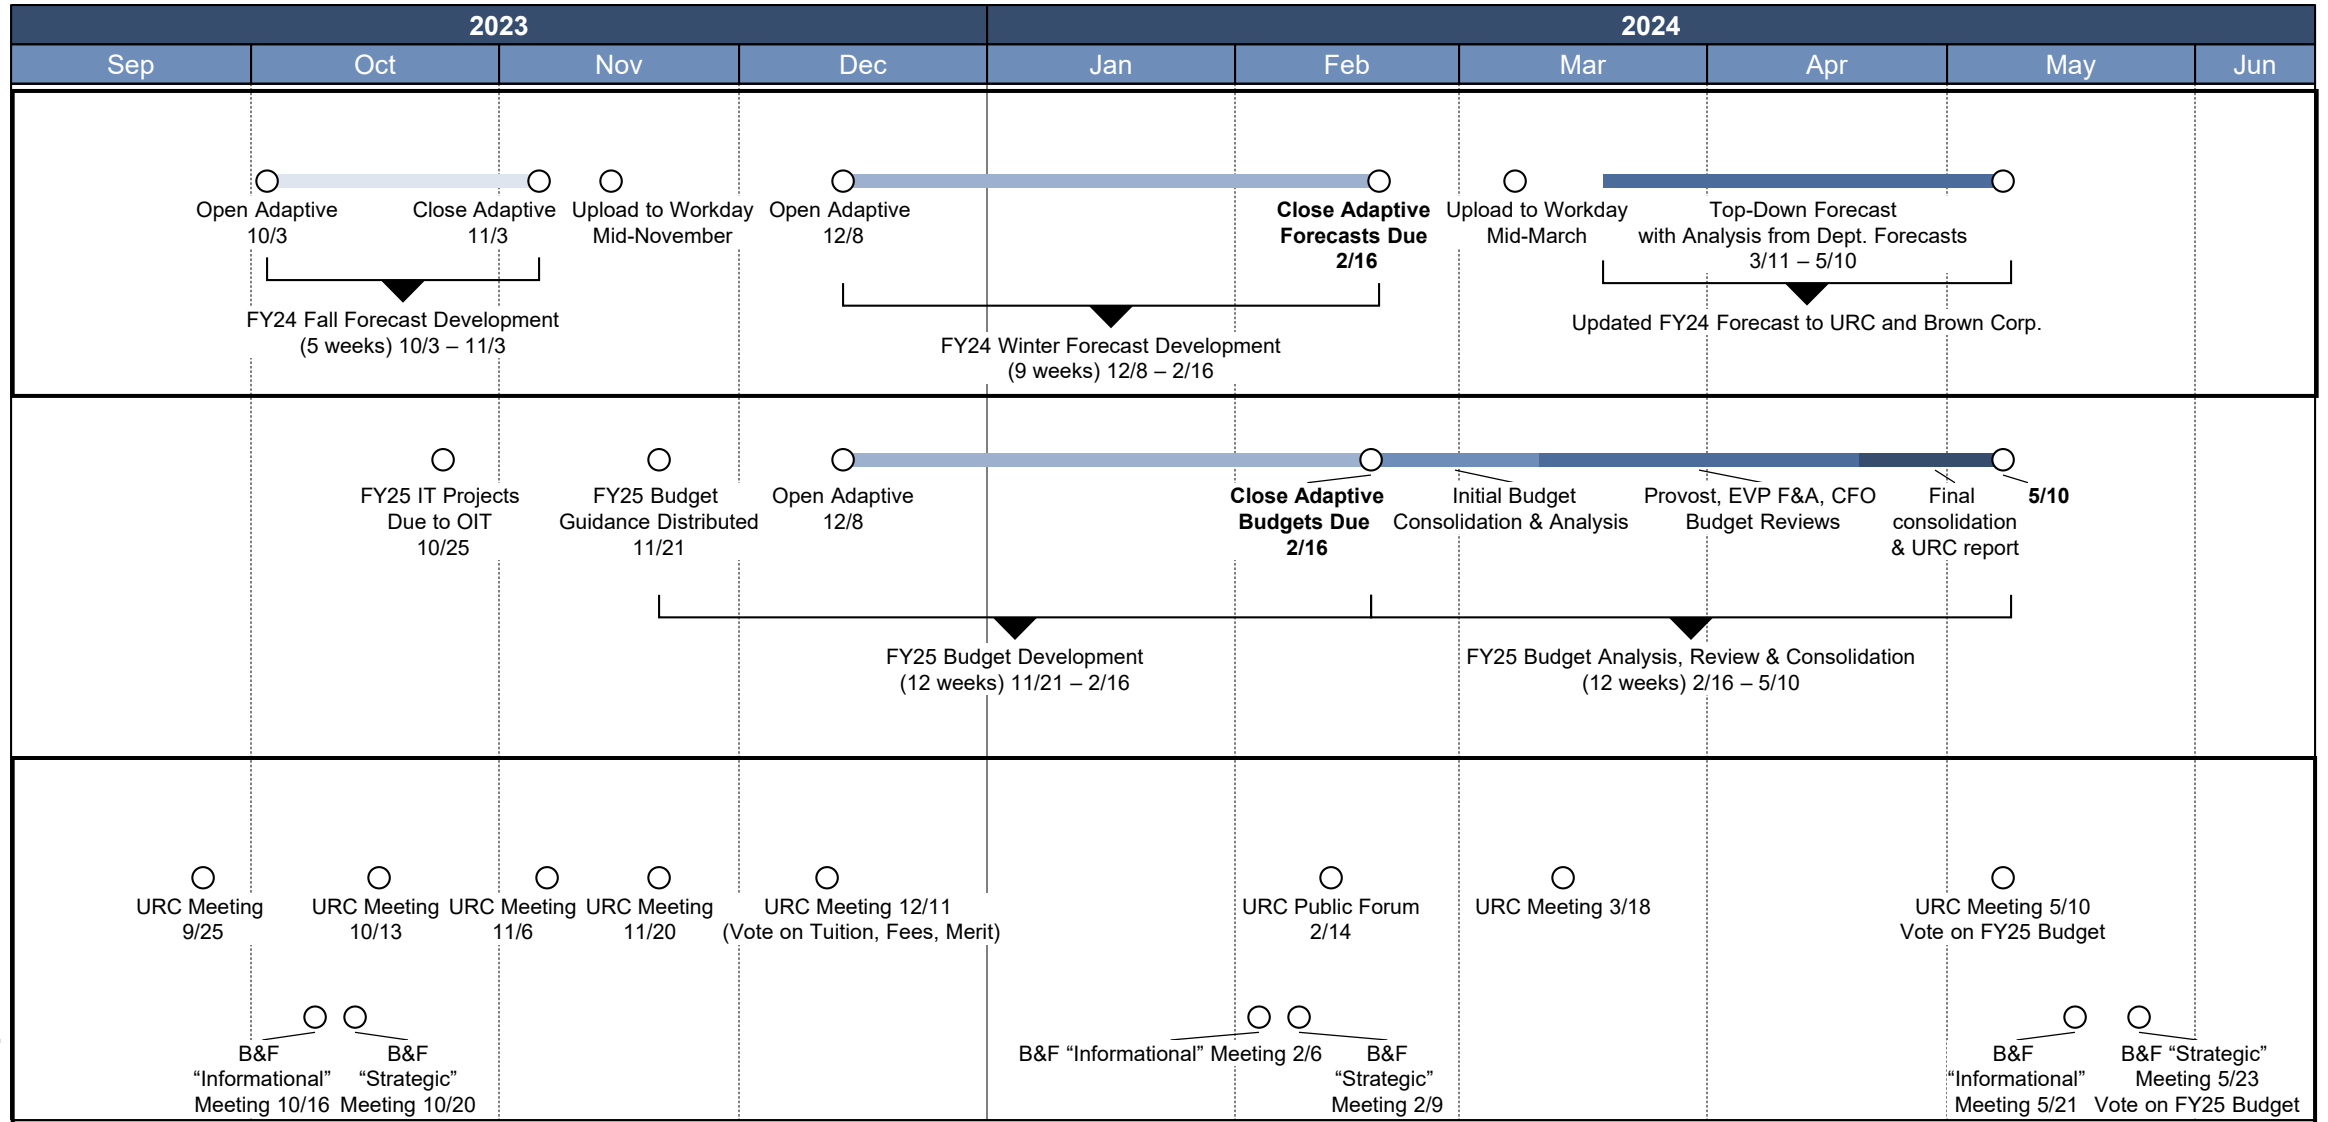 2023
2024
Sep
Oct
Nov
Dec
Jan
Feb
Mar
Apr
May
Jun
Open Adaptive
10/3
Close Adaptive
11/3
Upload to Workday
Mid-November
Open Adaptive
12/8
Close Adaptive
Forecasts Due
2/16
Upload to Workday
Mid-March
Top-Down Forecast
with Analysis from Dept. Forecasts
3/11 – 5/10
FY24 Fall Forecast Development
(5 weeks) 10/3 – 11/3
FY24 Winter Forecast Development
(9 weeks) 12/8 – 2/16
Updated FY24 Forecast to URC and Brown Corp.
FY25 IT Projects
Due to OIT
10/25
FY25 Budget
Guidance Distributed
11/21
Open Adaptive
12/8
Close Adaptive
Budgets Due
2/16
Initial Budget
Consolidation & Analysis
Provost, EVP F&A, CFO
Budget Reviews
Final
consolidation
& URC report
5/10
FY25 Budget Development
(12 weeks) 11/21 – 2/16
FY25 Budget Analysis, Review & Consolidation
(12 weeks) 2/16 – 5/10
URC Meeting
9/25
URC Meeting
10/13
URC Meeting
11/6
URC Meeting
11/20
URC Meeting 12/11
(Vote on Tuition, Fees, Merit)
URC Public Forum
2/14
URC Meeting 3/18
URC Meeting 5/10
Vote on FY25 Budget
B&F
“Informational”
Meeting 10/16
B&F
“Strategic”
Meeting 10/20
B&F “Informational” Meeting 2/6
B&F
“Strategic”
Meeting 2/9
B&F
“Informational”
Meeting 5/21
B&F “Strategic”
Meeting 5/23
Vote on FY25 Budget